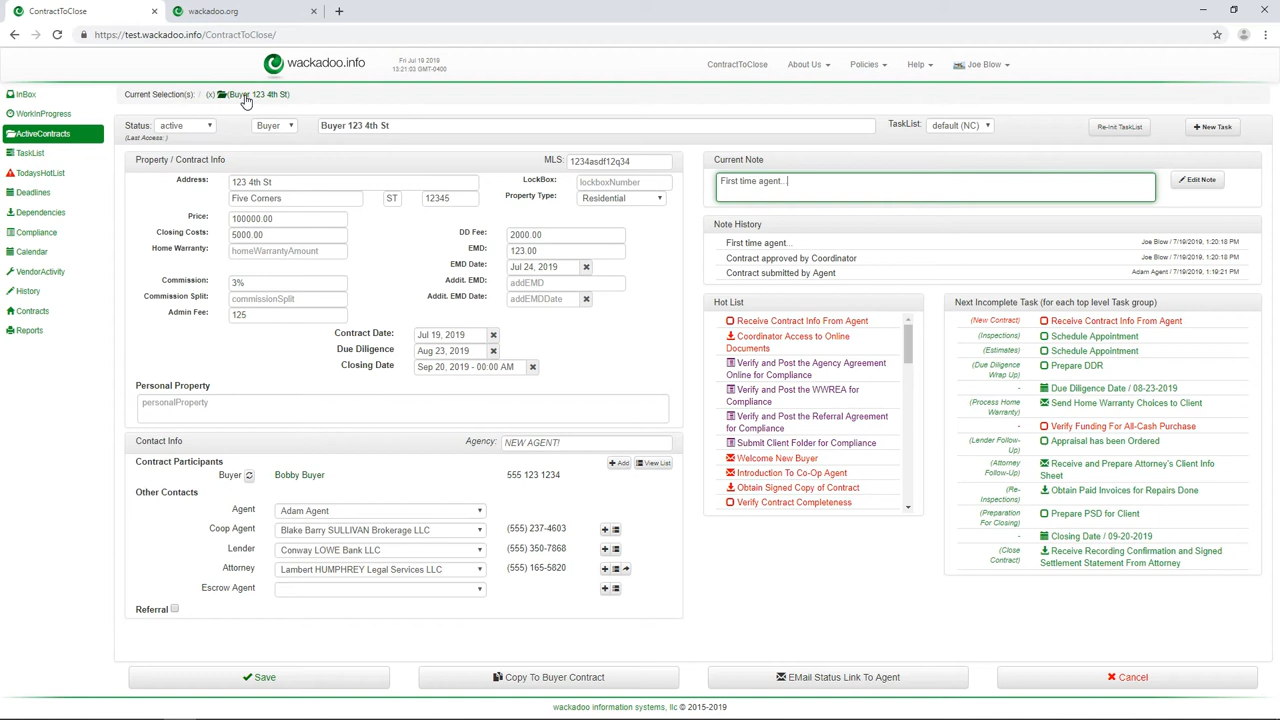 ContractToClose
wackadoo.org
https://test.wackadoo.info/ContractToClose/
wackadoo.info
Fri Jul 19 2019
13:21:03 GMT-0400
ContractToClose
About Us
Policies
Help
Joe Blow
InBox
WorkInProgress
ActiveContracts
TaskList
TodaysHotList
Deadlines
Dependencies
Compliance
Calendar
VendorActivity
History
Contracts
Reports
Current Selection(s): / (x) (Buyer 123 4th St)
Status: active Buyer Buyer 123 4th St TaskList: default (NC) Re-Init TaskList New Task
(Last Access: )
Property / Contract Info MLS: 1234asdf12q34
Address: 123 4th St LockBox: lockboxNumber
Five Corners ST 12345 Property Type: Residential
Price: 100000.00
Closing Costs: 5000.00 DD Fee: 2000.00
Home Warranty: homeWarrantyAmount EMD: 123.00
EMD Date: Jul 24, 2019
Commission: 3% Addit. EMD: addEMD
Commission Split: commissionSplit Addit. EMD Date: addEMDDate
Admin Fee: 125
Contract Date: Jul 19, 2019
Due Diligence Aug 23, 2019
Closing Date Sep 20, 2019 - 00:00 AM
Personal Property
personalProperty
Contact Info Agency: NEW AGENT!
Contract Participants Add View List
Buyer Bobby Buyer 555 123 1234
Other Contacts
Agent Adam Agent
Coop Agent Blake Barry SULLIVAN Brokerage LLC (555) 237-4603
Lender Conway LOWE Bank LLC (555) 350-7868
Attorney Lambert HUMPHREY Legal Services LLC (555) 165-5820
Escrow Agent
Referral
Current Note
First time agent...
Edit Note
Note History
First time agent... Joe Blow / 7/19/2019, 1:20:18 PM
Contract approved by Coordinator Joe Blow / 7/19/2019, 1:20:18 PM
Contract submitted by Agent Adam Agent / 7/19/2019, 1:19:21 PM
Hot List
Receive Contract Info From Agent
Coordinator Access to Online
Documents
Verify and Post the Agency Agreement
Online for Compliance
Verify and Post the WWREA for
Compliance
Verify and Post the Referral Agreement
for Compliance
Submit Client Folder for Compliance
Welcome New Buyer
Introduction To Co-Op Agent
Obtain Signed Copy of Contract
Verify Contract Completeness
Next Incomplete Task (for each top level Task group)
(New Contract) Receive Contract Info From Agent
(Inspections) Schedule Appointment
(Estimates) Schedule Appointment
(Due Diligence Prepare DDR
Wrap Up)
- Due Diligence Date / 08-23-2019
(Process Home Send Home Warranty Choices to Client
Warranty)
- Verify Funding For All-Cash Purchase
(Lender Follow- Appraisal has been Ordered
Up)
(Attorney Receive and Prepare Attorney's Client Info
Follow-Up) Sheet
(Re- Obtain Paid Invoices for Repairs Done
Inspections)
(Preparation Prepare PSD for Client
For Closing)
- Closing Date / 09-20-2019
(Close Receive Recording Confirmation and Signed
Contract) Settlement Statement From Attorney
Save
Copy To Buyer Contract
EMail Status Link To Agent
Cancel
wackadoo information systems, llc © 2015-2019